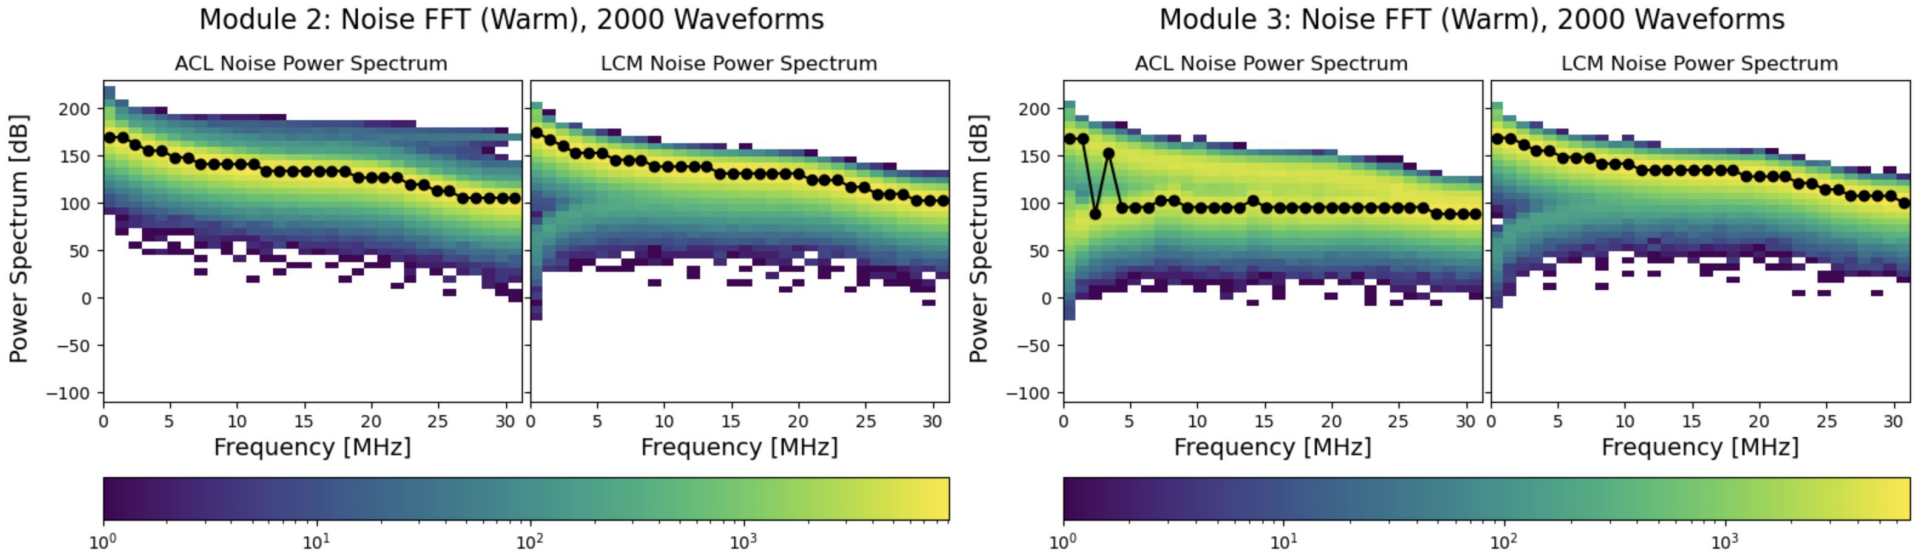 Module 2: Noise FFT (Warm), 2000 Waveforms
ACL Noise Power Spectrum
LCM Noise Power Spectrum
Power Spectrum [dB]
200
150
100
50
0
−50
−100
0 5 10 15 20 25 30
0 5 10 15 20 25 30
Frequency [MHz]
Frequency [MHz]
10⁰ 10¹ 10² 10³
Module 3: Noise FFT (Warm), 2000 Waveforms
ACL Noise Power Spectrum
LCM Noise Power Spectrum
Power Spectrum [dB]
200
150
100
50
0
−50
−100
0 5 10 15 20 25 30
0 5 10 15 20 25 30
Frequency [MHz]
Frequency [MHz]
10⁰ 10¹ 10² 10³